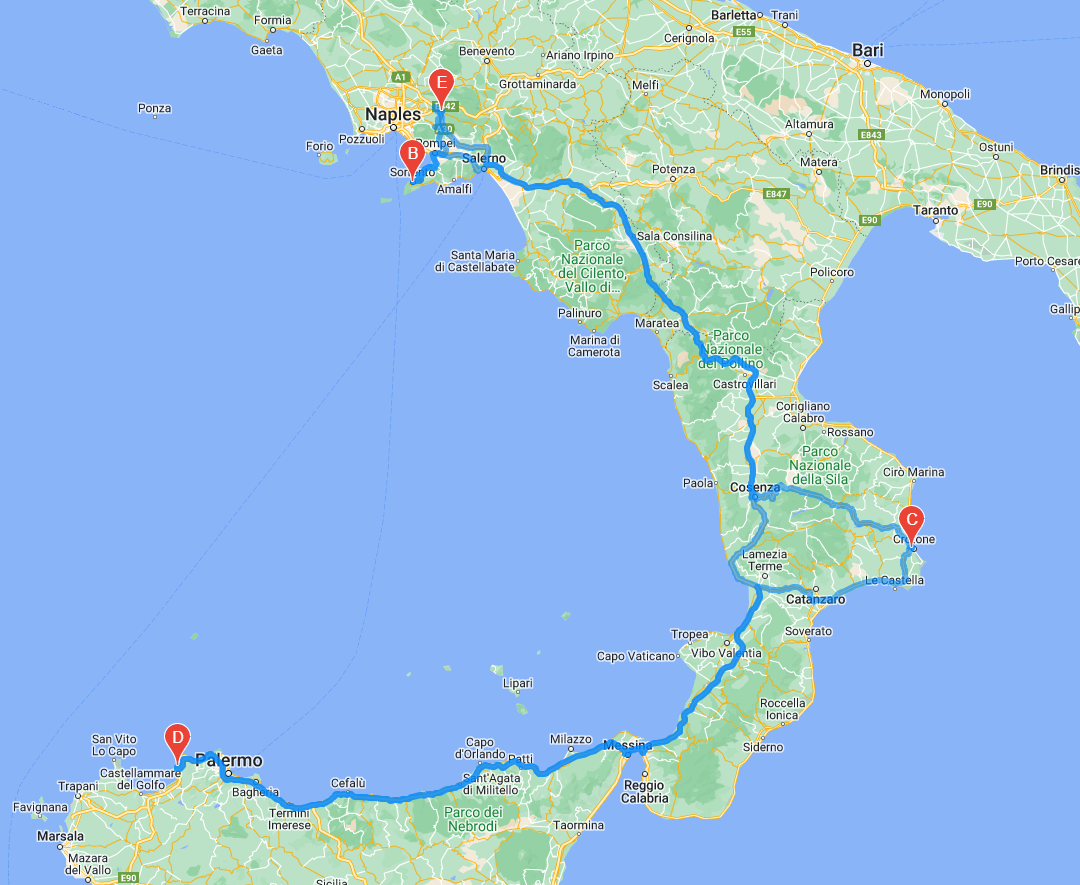 Terracina
Formia
Gaeta
Barletta
Trani
Cerignola
E55
Bari
Benevento
Ariano Irpino
A1
Grottaminarda
Melfi
Monopoli
Ponza
E
Naples
Pozzuoli
Forio
A30
Pompei
Altamura
E843
Matera
Ostuni
Brindis
B
Salerno
Amalfi
Potenza
E847
E90
Taranto
E90
Sala Consilina
Santa Maria
di Castellabate
Parco
Nazionale
del Cilento,
Vallo di...
Policoro
Porto Cesare
Gallip
Palinuro
Marina di
Camerota
Maratea
Parco
Nazionale
del Pollino
Scalea
Castrovillari
Corigliano
Calabro
Rossano
Paola
Cosenza
Parco
Nazionale
della Sila
Cirò Marina
C
Crotone
Lamezia
Terme
Le Castella
Catanzaro
Soverato
Tropea
Capo Vaticano
Vibo Valentia
Lipari
Roccella
Ionica
Siderno
D
San Vito
Lo Capo
Castellammare
del Golfo
Trapani
Favignana
Marsala
Mazara
del Vallo
E90
Palermo
Bagheria
Termini
Imerese
Cefalù
Capo
d'Orlando
Patti
Sant'Agata
di Militello
Milazzo
Messina
Reggio
Calabria
Parco dei
Nebrodi
Taormina
Sicilia